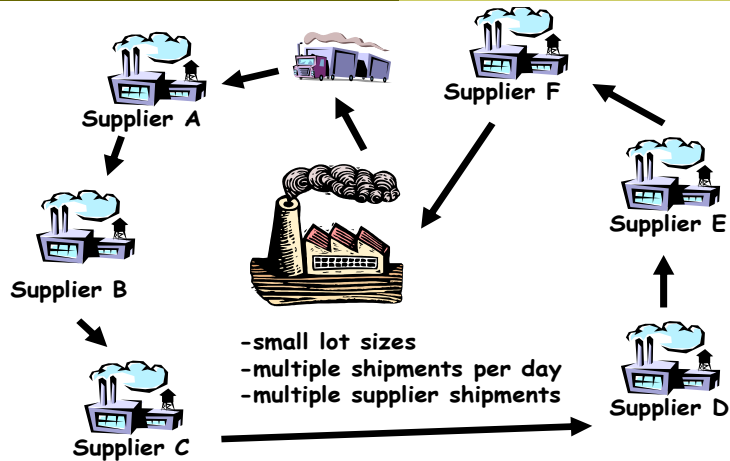 Supplier A
Supplier F
Supplier E
Supplier B
-small lot sizes
-multiple shipments per day
-multiple supplier shipments
Supplier D
Supplier C